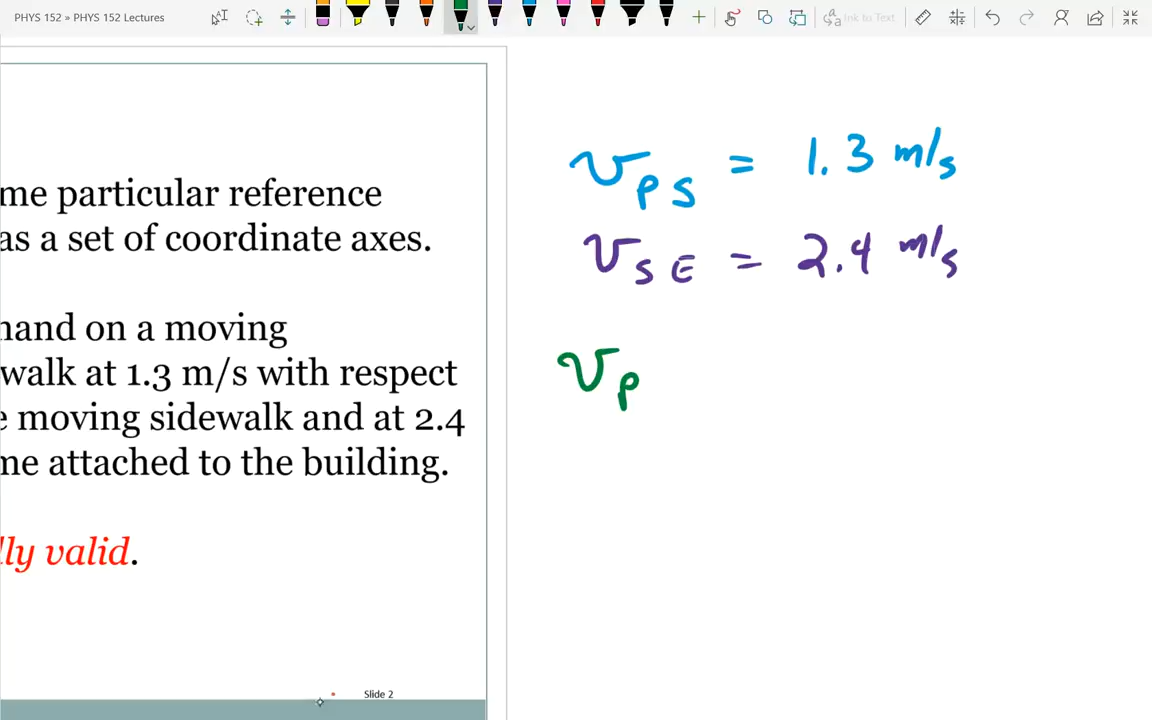 PHYS 152 » PHYS 152 Lectures
Ink to Text
me particular reference
as a set of coordinate axes.
hand on a moving
walk at 1.3 m/s with respect
e moving sidewalk and at 2.4
me attached to the building.
lly valid.
Slide 2
v_PS = 1.3 m/s
v_SE = 2.4 m/s
v_P